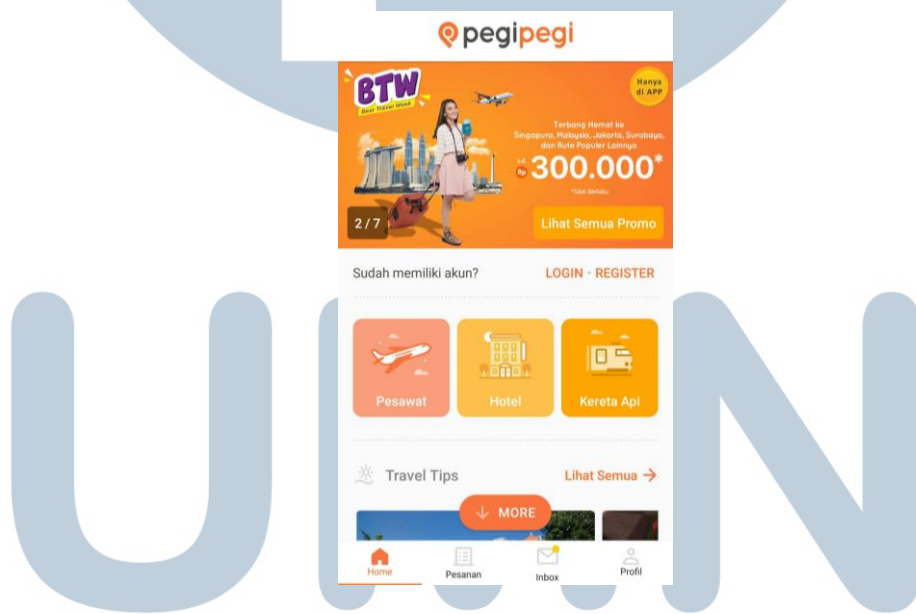 pegipegi
BTW
Best Travel Week
Hanya
di APP
Terbang Hemat ke
Singapura, Malaysia, Jakarta, Surabaya,
dan Rute Populer Lainnya
s.d.
Rp 300.000*
*S&K Berlaku
2/7
Lihat Semua Promo
Sudah memiliki akun?
LOGIN • REGISTER
Pesawat
Hotel
Kereta Api
Travel Tips
Lihat Semua →
↓ MORE
Home
Pesanan
Inbox
Profil
UMN